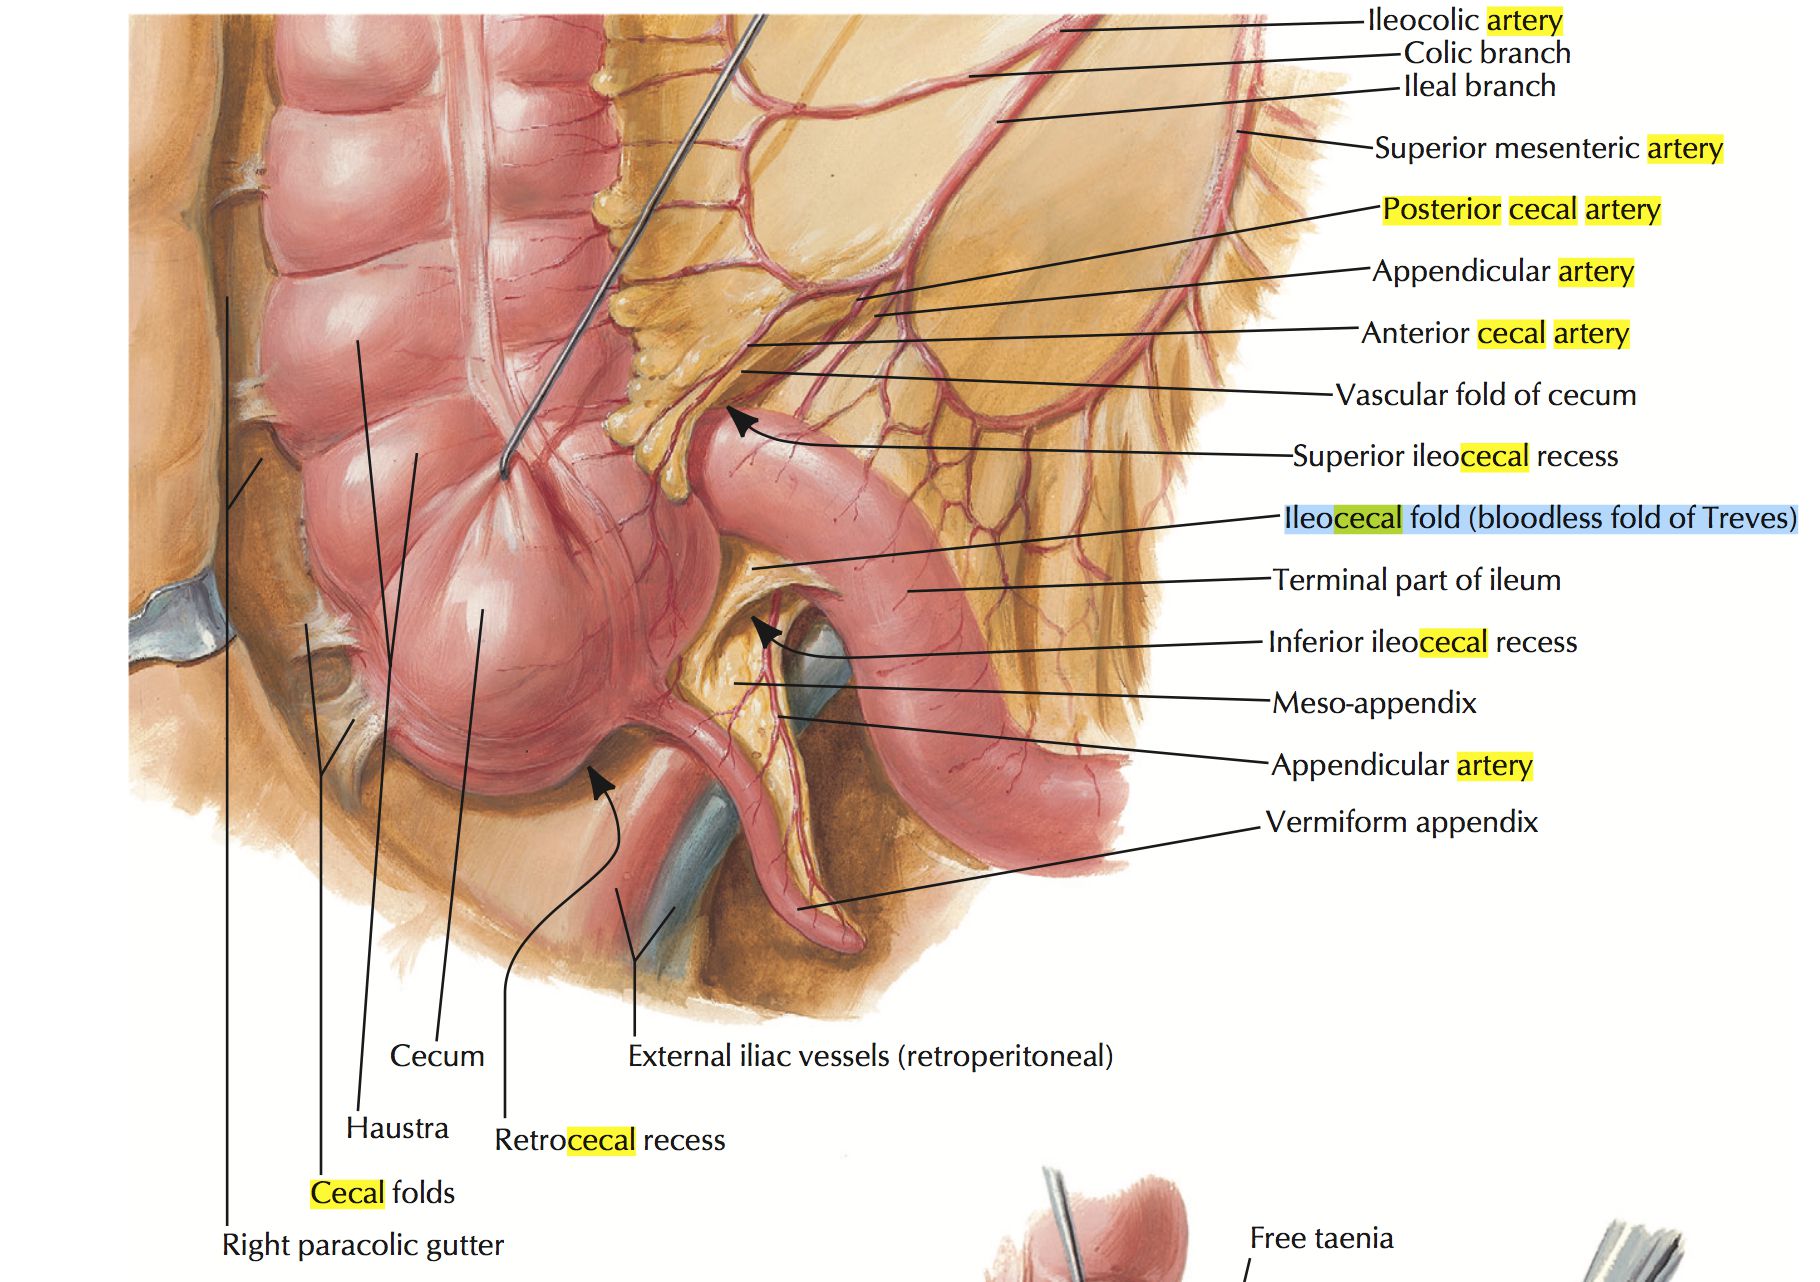 Ileocolic artery
Colic branch
Ileal branch
Superior mesenteric artery
Posterior cecal artery
Appendicular artery
Anterior cecal artery
Vascular fold of cecum
Superior ileocecal recess
Ileocecal fold (bloodless fold of Treves)
Terminal part of ileum
Inferior ileocecal recess
Meso-appendix
Appendicular artery
Vermiform appendix
Cecum
External iliac vessels (retroperitoneal)
Haustra
Retrocecal recess
Cecal folds
Right paracolic gutter
Free taenia